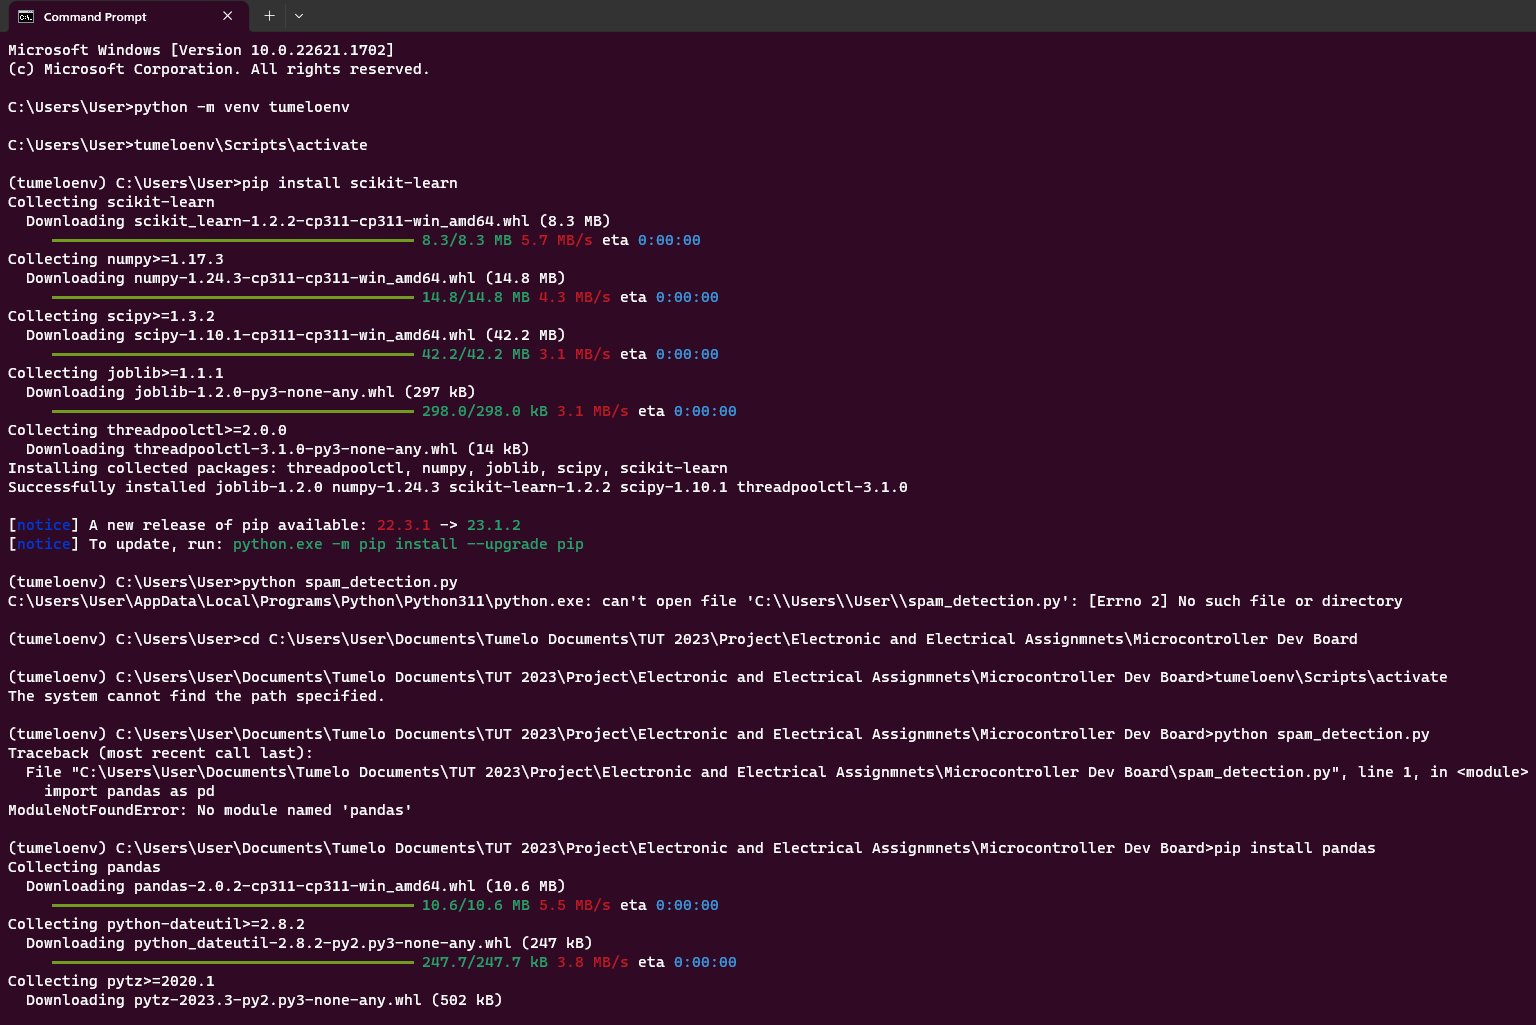 Command Prompt
Microsoft Windows [Version 10.0.22621.1702]
(c) Microsoft Corporation. All rights reserved.
C:\Users\User>python -m venv tumeloenv
C:\Users\User>tumeloenv\Scripts\activate
(tumeloenv) C:\Users\User>pip install scikit-learn
Collecting scikit-learn
Downloading scikit_learn-1.2.2-cp311-cp311-win_amd64.whl (8.3 MB)
8.3/8.3 MB 5.7 MB/s eta 0:00:00
Collecting numpy>=1.17.3
Downloading numpy-1.24.3-cp311-cp311-win_amd64.whl (14.8 MB)
14.8/14.8 MB 4.3 MB/s eta 0:00:00
Collecting scipy>=1.3.2
Downloading scipy-1.10.1-cp311-cp311-win_amd64.whl (42.2 MB)
42.2/42.2 MB 3.1 MB/s eta 0:00:00
Collecting joblib>=1.1.1
Downloading joblib-1.2.0-py3-none-any.whl (297 kB)
298.0/298.0 kB 3.1 MB/s eta 0:00:00
Collecting threadpoolctl>=2.0.0
Downloading threadpoolctl-3.1.0-py3-none-any.whl (14 kB)
Installing collected packages: threadpoolctl, numpy, joblib, scipy, scikit-learn
Successfully installed joblib-1.2.0 numpy-1.24.3 scikit-learn-1.2.2 scipy-1.10.1 threadpoolctl-3.1.0
[notice] A new release of pip available: 22.3.1 -> 23.1.2
[notice] To update, run: python.exe -m pip install --upgrade pip
(tumeloenv) C:\Users\User>python spam_detection.py
C:\Users\User\AppData\Local\Programs\Python\Python311\python.exe: can't open file 'C:\\Users\\User\\spam_detection.py': [Errno 2] No such file or directory
(tumeloenv) C:\Users\User>cd C:\Users\User\Documents\Tumelo Documents\TUT 2023\Project\Electronic and Electrical Assignmnets\Microcontroller Dev Board
(tumeloenv) C:\Users\User\Documents\Tumelo Documents\TUT 2023\Project\Electronic and Electrical Assignmnets\Microcontroller Dev Board>tumeloenv\Scripts\activate
The system cannot find the path specified.
(tumeloenv) C:\Users\User\Documents\Tumelo Documents\TUT 2023\Project\Electronic and Electrical Assignmnets\Microcontroller Dev Board>python spam_detection.py
Traceback (most recent call last):
File "C:\Users\User\Documents\Tumelo Documents\TUT 2023\Project\Electronic and Electrical Assignmnets\Microcontroller Dev Board\spam_detection.py", line 1, in <module>
import pandas as pd
ModuleNotFoundError: No module named 'pandas'
(tumeloenv) C:\Users\User\Documents\Tumelo Documents\TUT 2023\Project\Electronic and Electrical Assignmnets\Microcontroller Dev Board>pip install pandas
Collecting pandas
Downloading pandas-2.0.2-cp311-cp311-win_amd64.whl (10.6 MB)
10.6/10.6 MB 5.5 MB/s eta 0:00:00
Collecting python-dateutil>=2.8.2
Downloading python_dateutil-2.8.2-py2.py3-none-any.whl (247 kB)
247.7/247.7 kB 3.8 MB/s eta 0:00:00
Collecting pytz>=2020.1
Downloading pytz-2023.3-py2.py3-none-any.whl (502 kB)